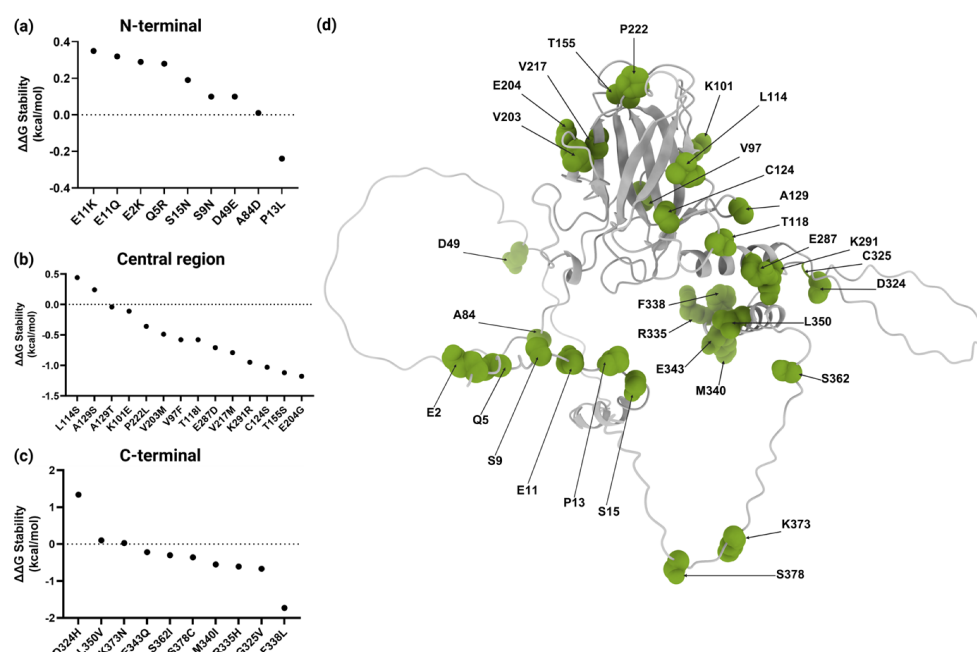 (a)
N-terminal
ΔΔG Stability
(kcal/mol)
0.4
0.2
0.0
-0.2
-0.4
E11K
E11Q
E2K
Q5R
S15N
S9N
D49E
A84D
P13L
(b)
Central region
ΔΔG Stability
(kcal/mol)
0.5
0.0
-0.5
-1.0
-1.5
L114S
A129S
A129T
K101E
P222L
V203M
V97F
T118I
E287D
V217M
K291R
C124S
T155S
E204G
(c)
C-terminal
ΔΔG Stability
(kcal/mol)
2
1
0
-1
-2
D324H
L350V
K373N
E343Q
S362I
S378C
M340I
R335H
G325V
F338L
(d)
P222
T155
V217
E204
V203
K101
L114
V97
C124
A129
T118
E287
K291
C325
D324
D49
F338
R335
L350
A84
E343
M340
S362
E2
Q5
S9
E11
P13
S15
K373
S378